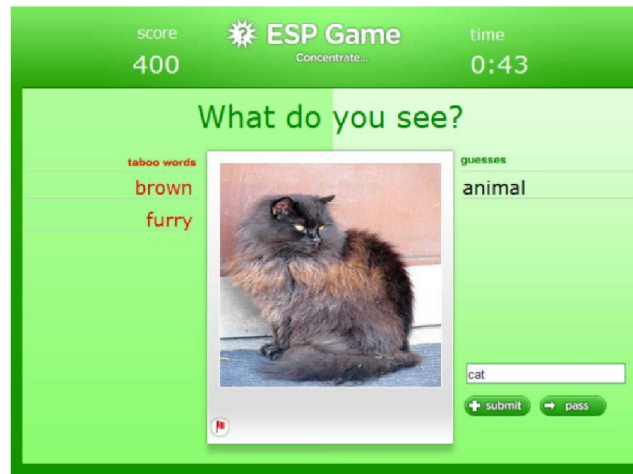 score
ESP Game
time
400
Concentrate...
0:43
What do you see?
taboo words
guesses
brown
animal
furry
cat
submit
pass